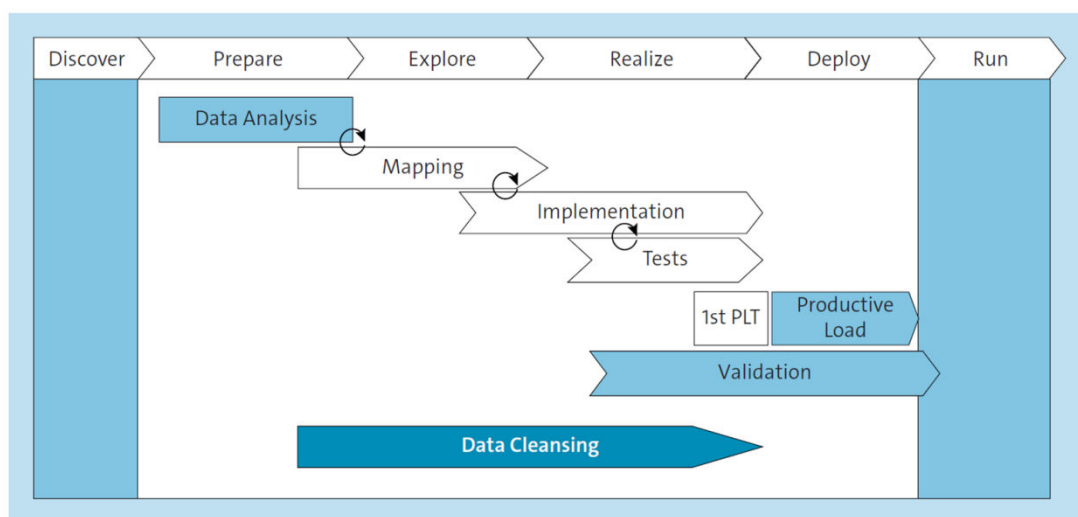 Discover Prepare Explore Realize Deploy Run
Data Analysis
Mapping
Implementation
Tests
1st PLT
Productive
Load
Validation
Data Cleansing